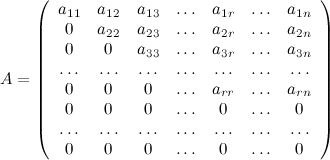 a₁₁ a₁₂ a₁₃ … a₁ᵣ … a₁ₙ
0 a₂₂ a₂₃ … a₂ᵣ … a₂ₙ
0 0 a₃₃ … a₃ᵣ … a₃ₙ
A = … … … … … … …
0 0 0 … aᵣᵣ … aᵣₙ
0 0 0 … 0 … 0
… … … … … … …
0 0 0 … 0 … 0